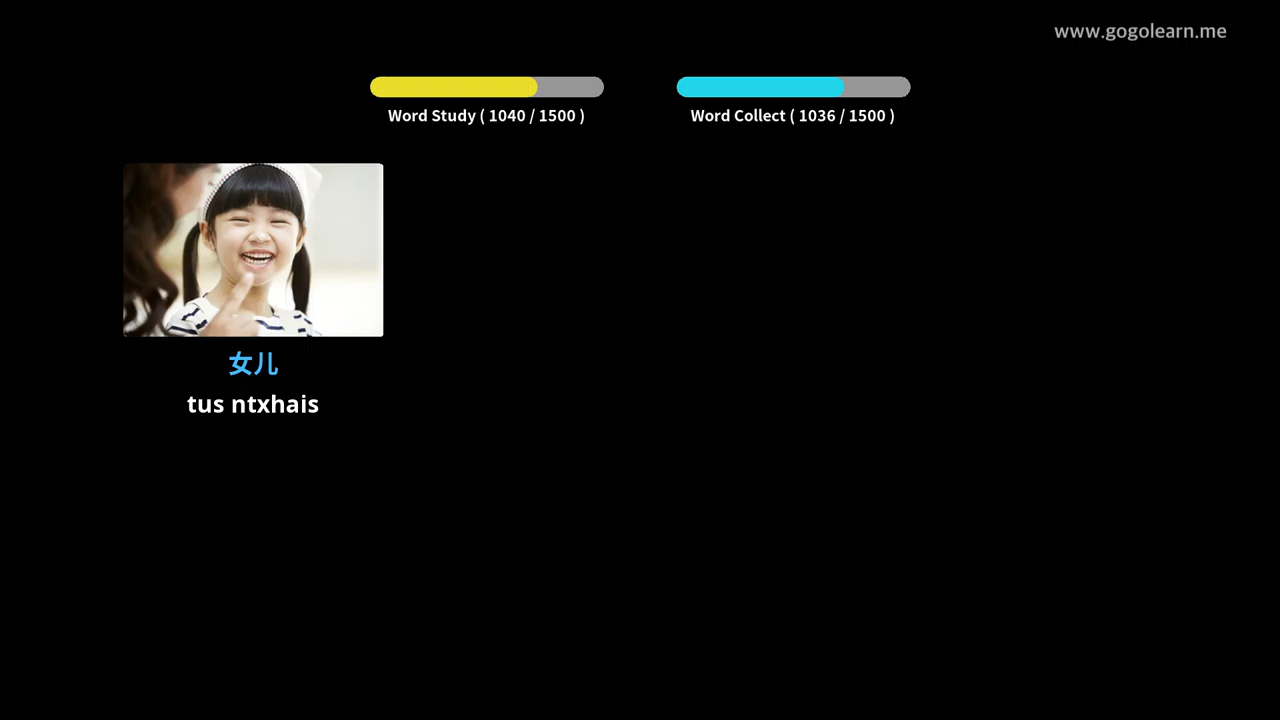 www.gogolearn.me
Word Study ( 1040 / 1500 )
Word Collect ( 1036 / 1500 )
女儿
tus ntxhais